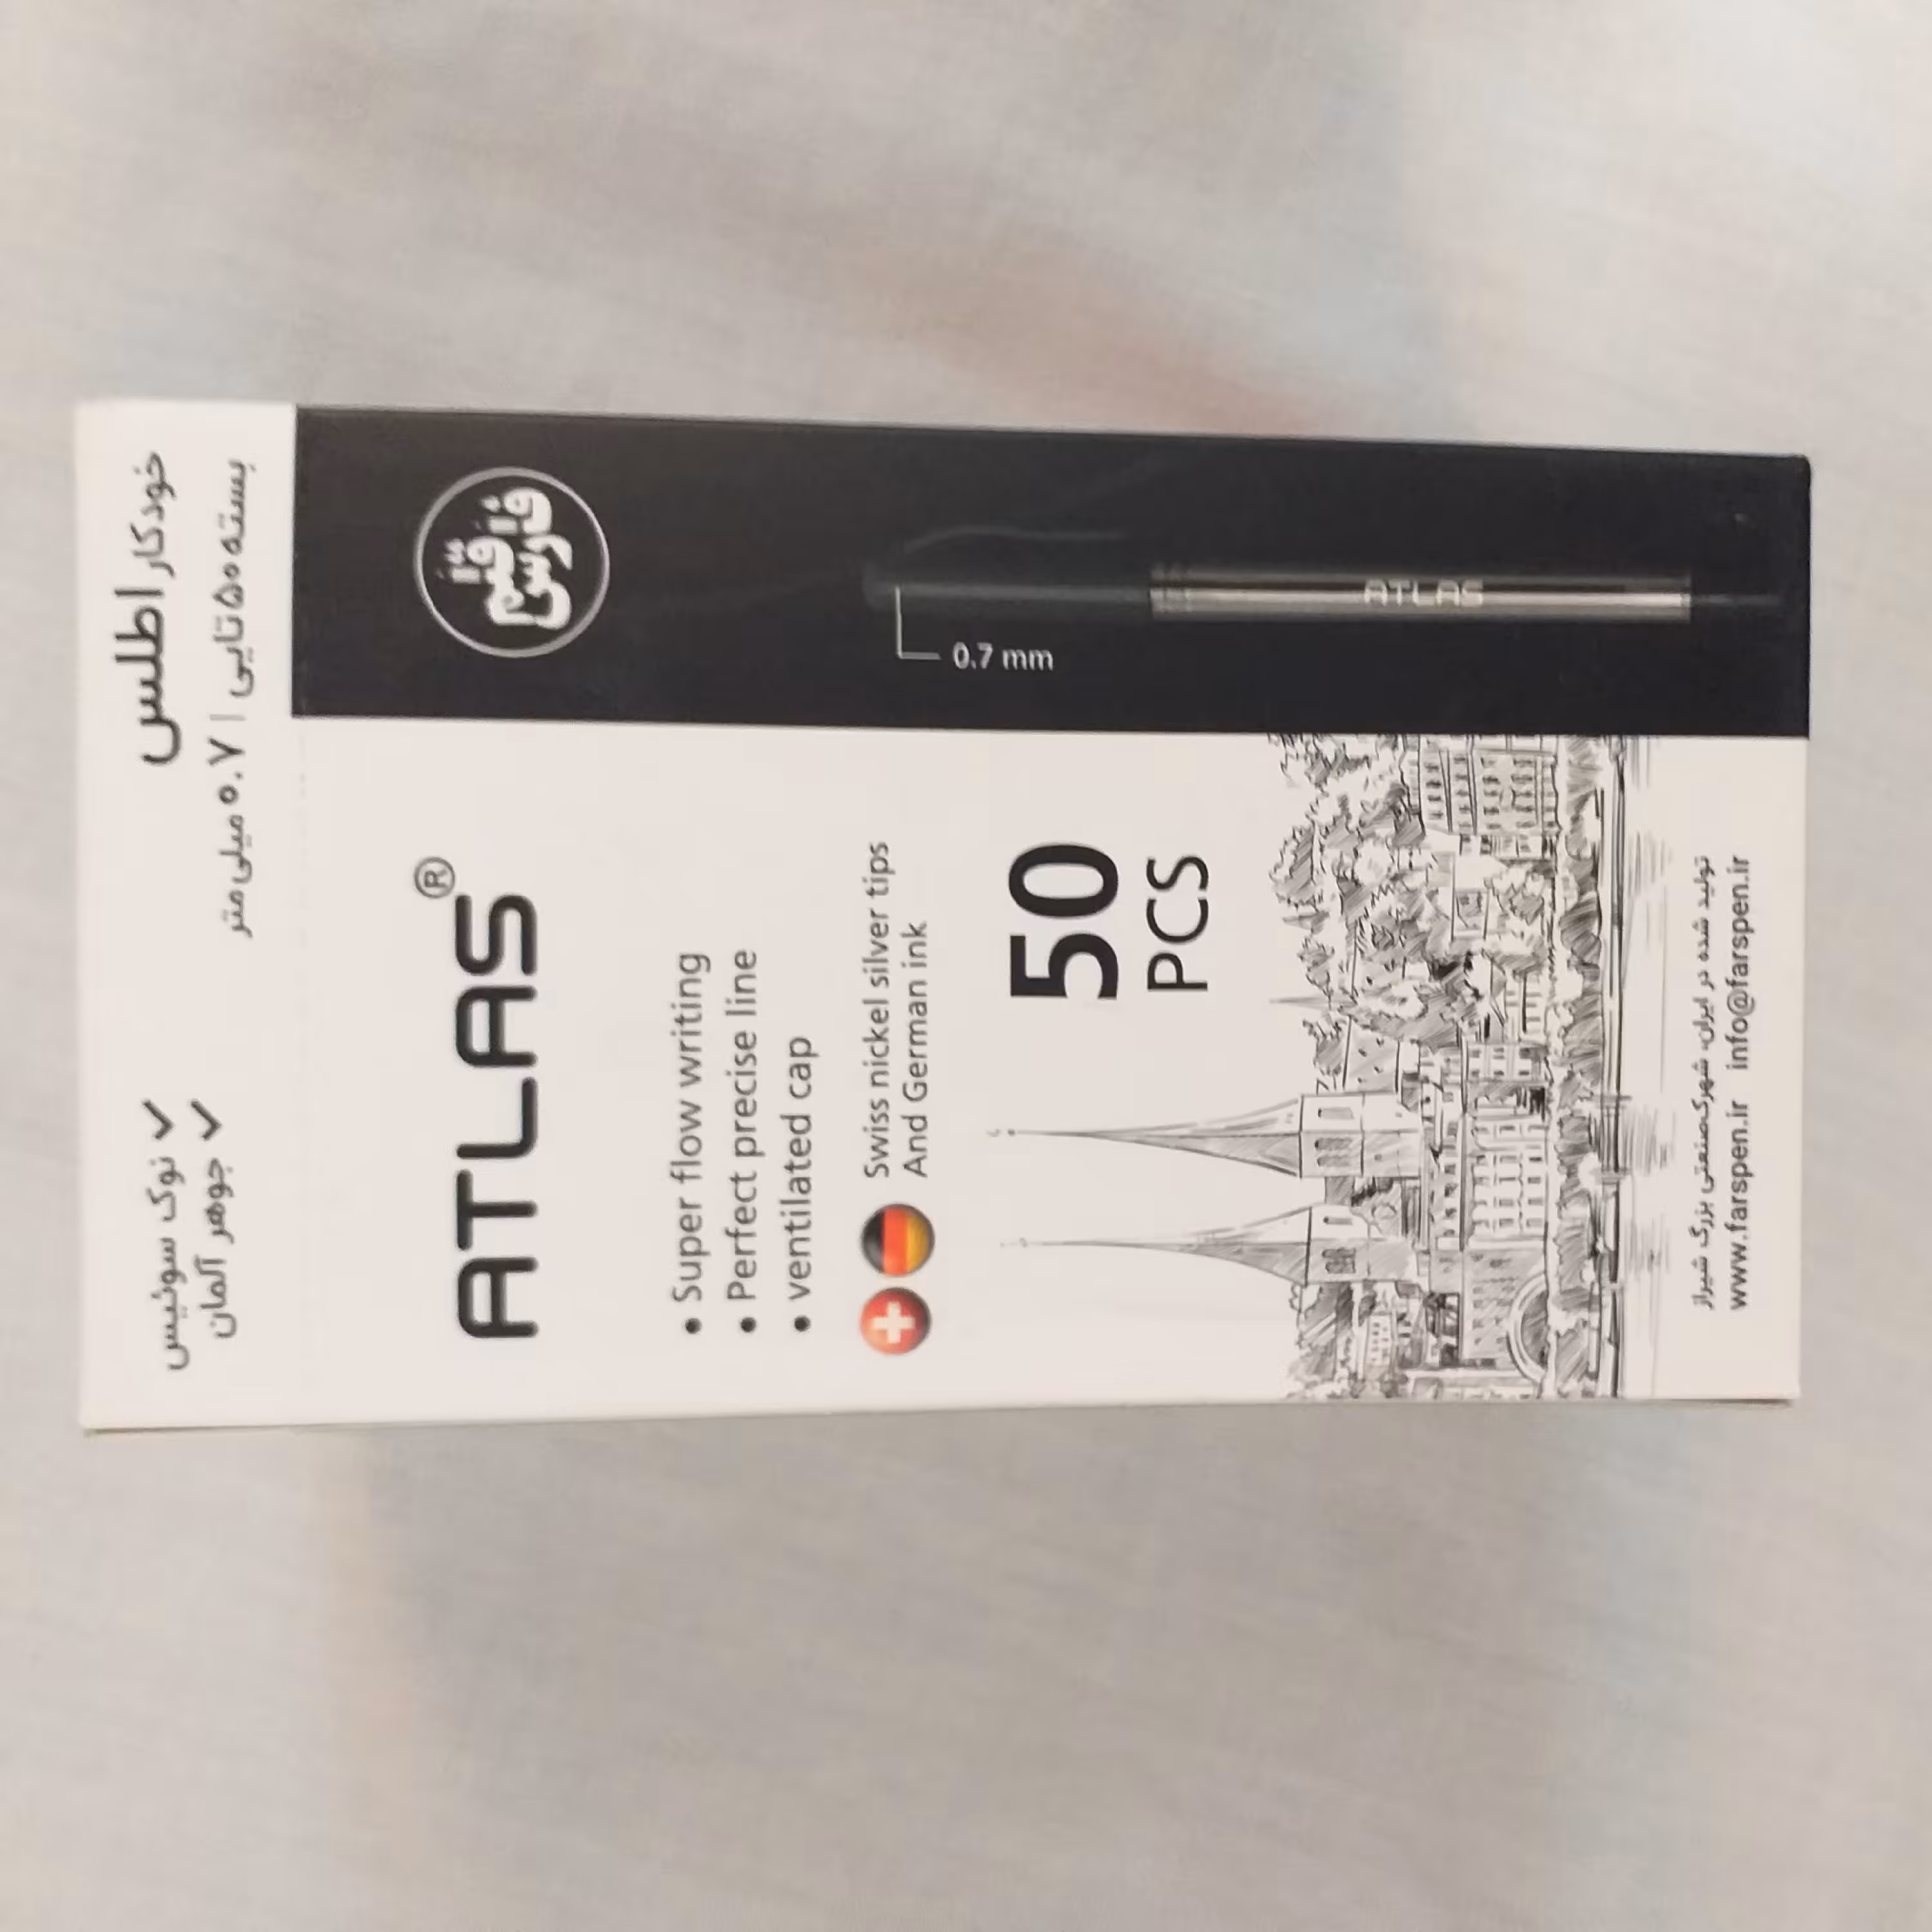 خودکار اطلس
بسته ۵۰ تایی | ۰.۷ میلی‌متر
✓ نوک سوئیس
✓ جوهر آلمان
ATLAS®
فارس قلم
• Super flow writing
• Perfect precise line
• ventilated cap
0.7 mm
ATLAS
Swiss nickel silver tips
And German ink
50
PCS
تولید شده در ایران، شهرک‌صنعتی بزرگ شیراز
www.farspen.ir info@farspen.ir